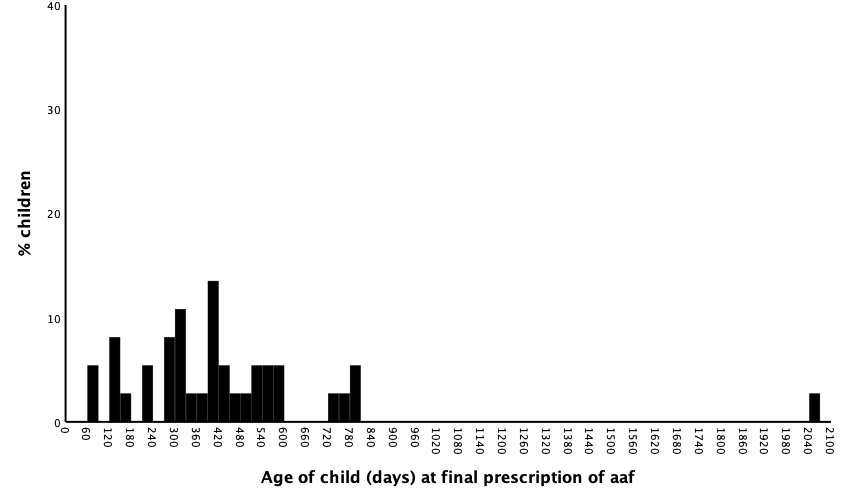 40
30
20
10
0
% children
0 60 120 180 240 300 360 420 480 540 600 660 720 780 840 900 960 1020 1080 1140 1200 1260 1320 1380 1440 1500 1560 1620 1680 1740 1800 1860 1920 1980 2040 2100
Age of child (days) at final prescription of aaf